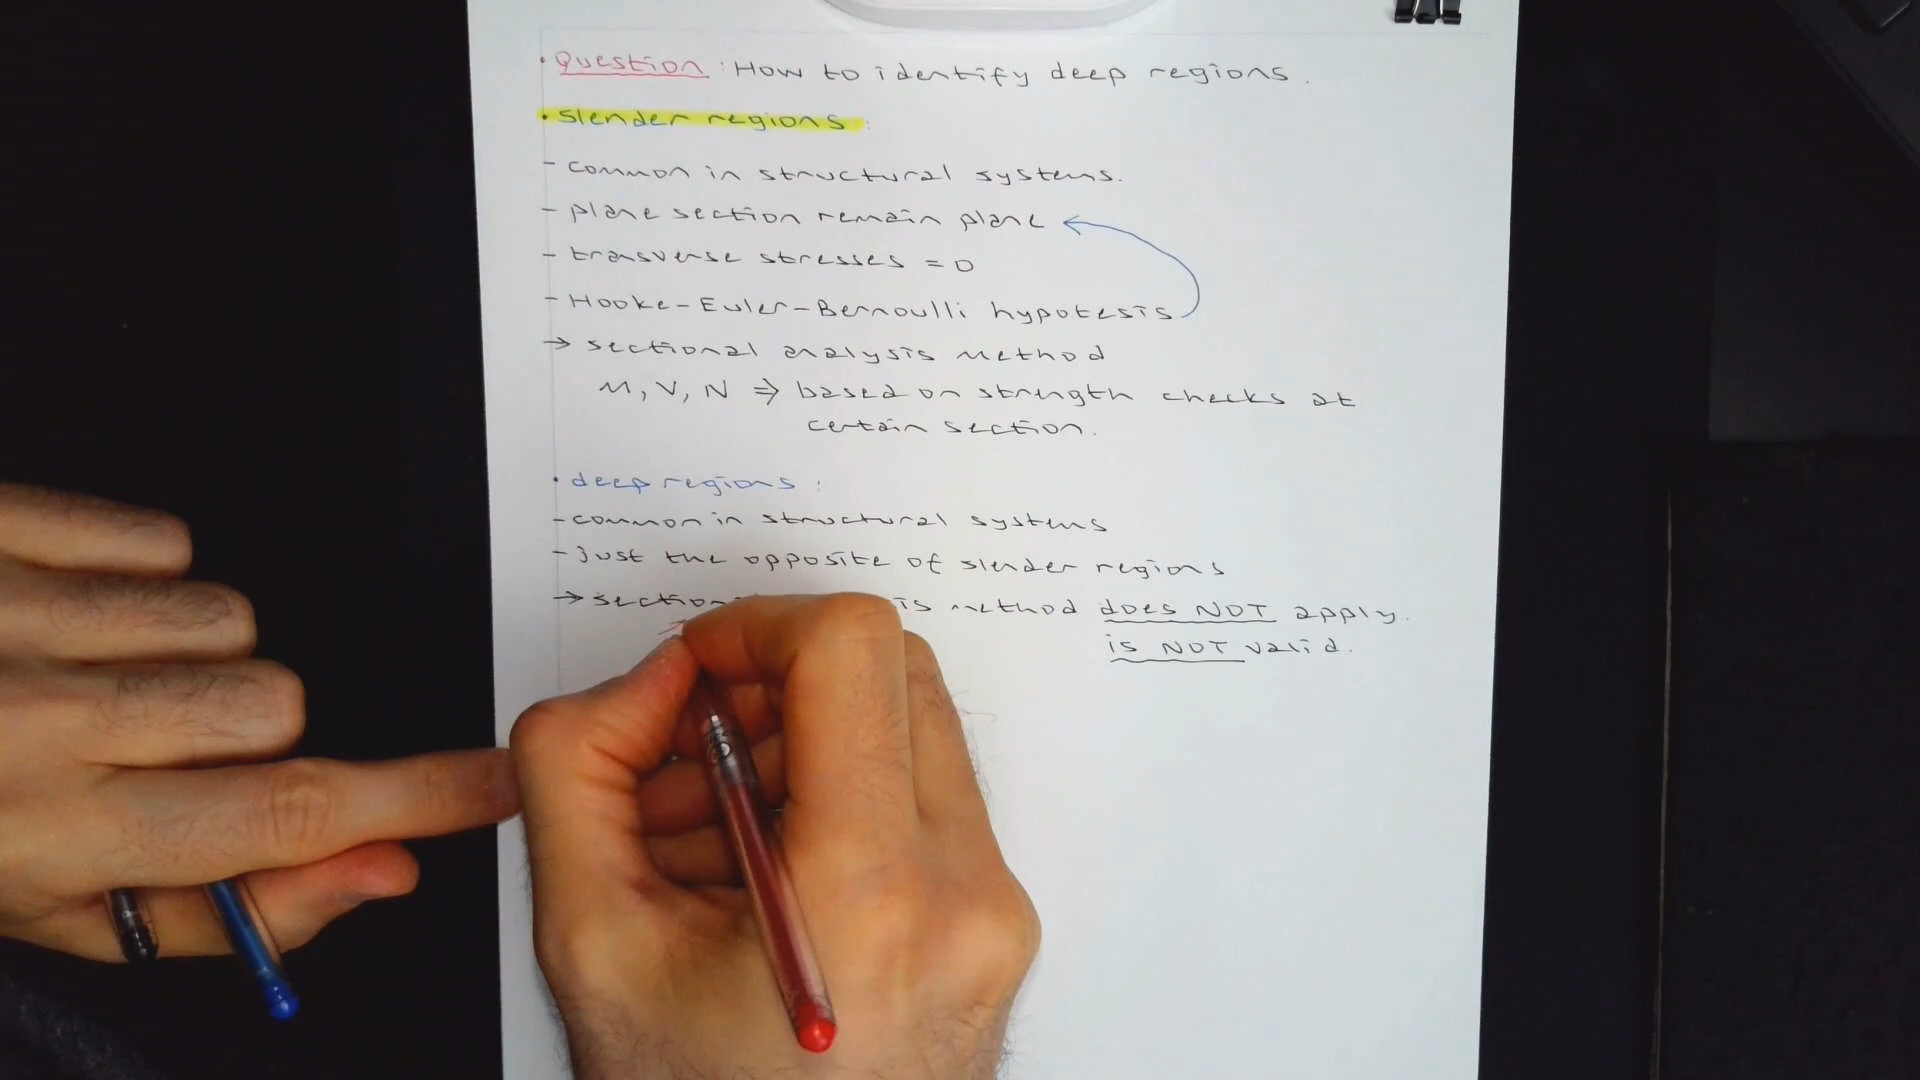 • Question : How to identify deep regions.
• slender regions :
- common in structural systems.
- plane section remain plane
- transverse stresses = 0
- Hooke-Euler-Bernoulli hypotesis
→ sectional analysis method
M, V, N ⇒ based on strength checks at
certain section.
• deep regions :
- common in structural systems
- Just the opposite of slender regions
→ method does NOT apply.
is NOT valid.